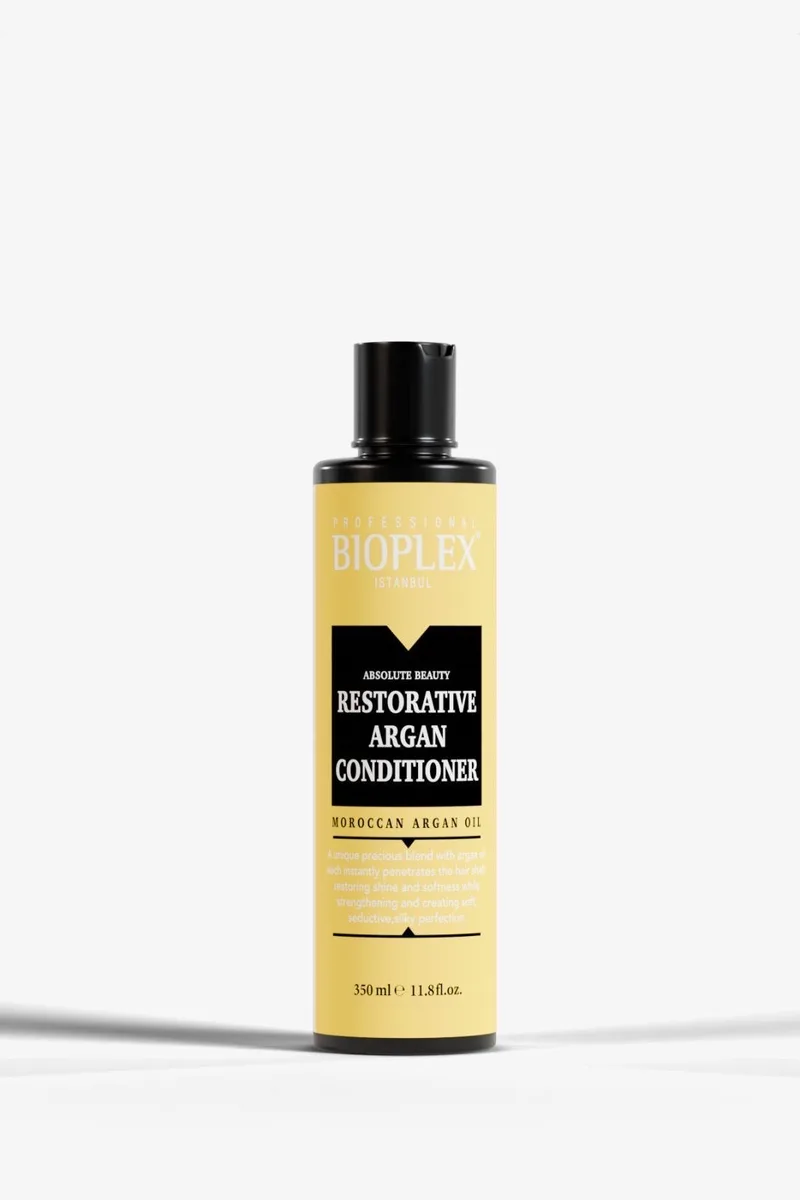 PROFESSIONAL
BIOPLEX®
ISTANBUL
ABSOLUTE BEAUTY
RESTORATIVE
ARGAN
CONDITIONER
MOROCCAN ARGAN OIL
A unique precious blend with argan
instantly penetrates the hair
restoring shine and softness while
strengthening and creating soft,
seductive, silky perfection
350 ml ℮ 11.8fl.oz.